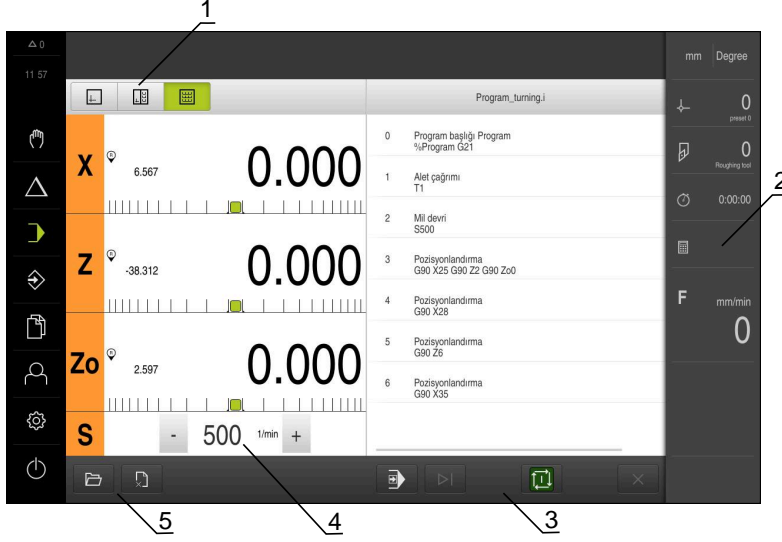 1
0
11 57
mm
Degree
Program_turning.i
0
preset 0
0
Roughing tool
0:00:00
2
F
mm/min
0
X
R
6.567
0.000
Z
R
-38.312
0.000
Zo
R
2.597
0.000
S
-
500
1/min
+
0
Program başlığı Program
%Program G21
1
Alet çağrımı
T1
2
Mil devri
S500
3
Pozisyonlandırma
G90 X25 G90 Z2 G90 Zo0
4
Pozisyonlandırma
G90 X28
5
Pozisyonlandırma
G90 Z6
6
Pozisyonlandırma
G90 X35
5
4
3